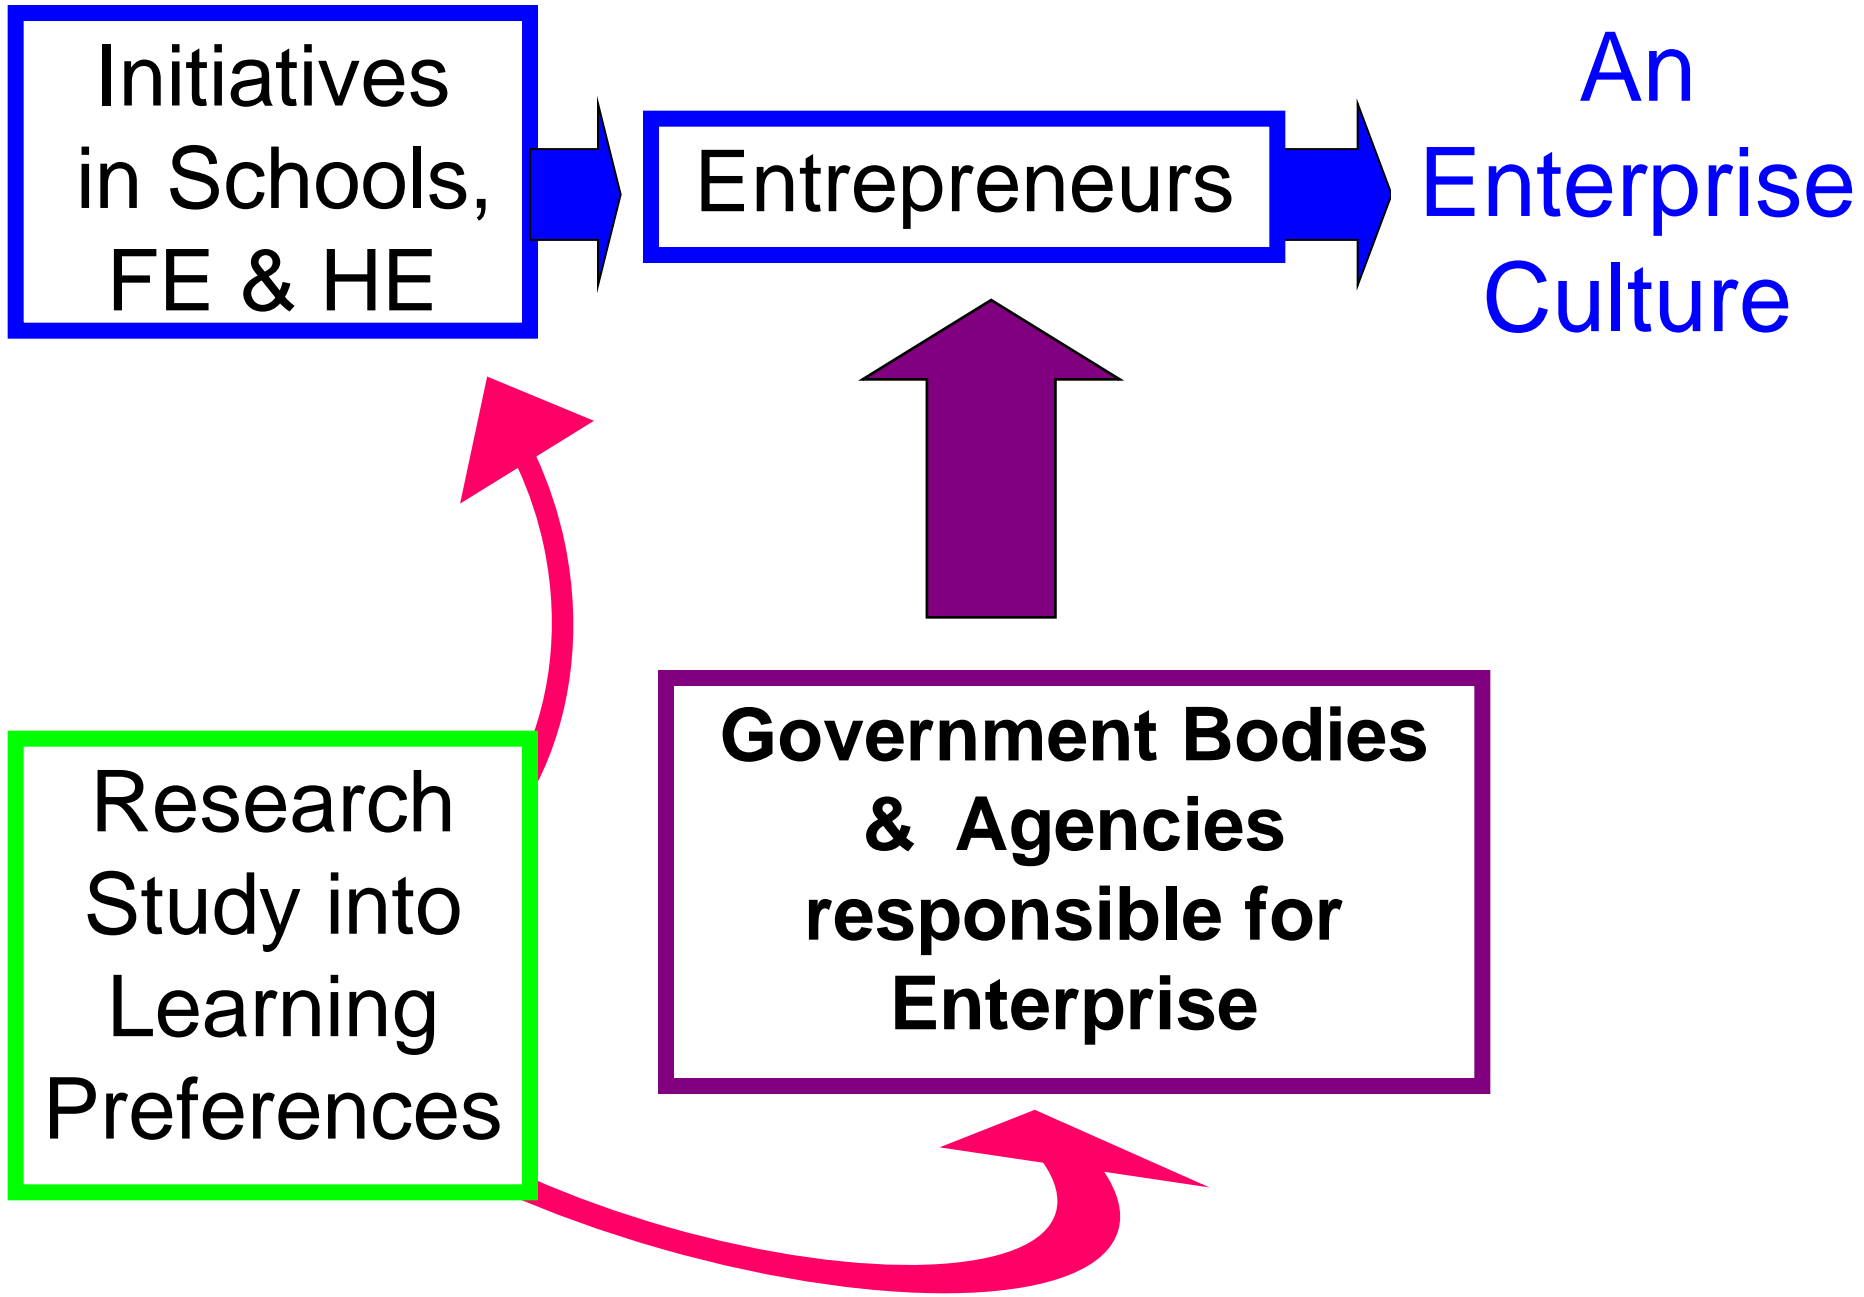 Initiatives
in Schools,
FE & HE
Entrepreneurs
An
Enterprise
Culture
Research
Study into
Learning
Preferences
Government Bodies
& Agencies
responsible for
Enterprise